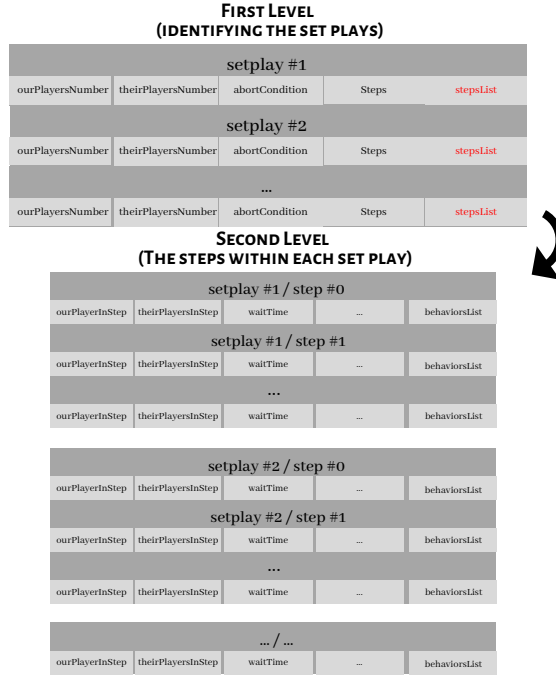 First Level
(identifying the set plays)
setplay #1
ourPlayersNumber theirPlayersNumber abortCondition Steps stepsList
setplay #2
ourPlayersNumber theirPlayersNumber abortCondition Steps stepsList
...
ourPlayersNumber theirPlayersNumber abortCondition Steps stepsList
Second Level
(The steps within each set play)
setplay #1 / step #0
ourPlayerInStep theirPlayersInStep waitTime ... behaviorsList
setplay #1 / step #1
ourPlayerInStep theirPlayersInStep waitTime ... behaviorsList
...
ourPlayerInStep theirPlayersInStep waitTime ... behaviorsList
setplay #2 / step #0
ourPlayerInStep theirPlayersInStep waitTime ... behaviorsList
setplay #2 / step #1
ourPlayerInStep theirPlayersInStep waitTime ... behaviorsList
...
ourPlayerInStep theirPlayersInStep waitTime ... behaviorsList
... / ...
ourPlayerInStep theirPlayersInStep waitTime ... behaviorsList